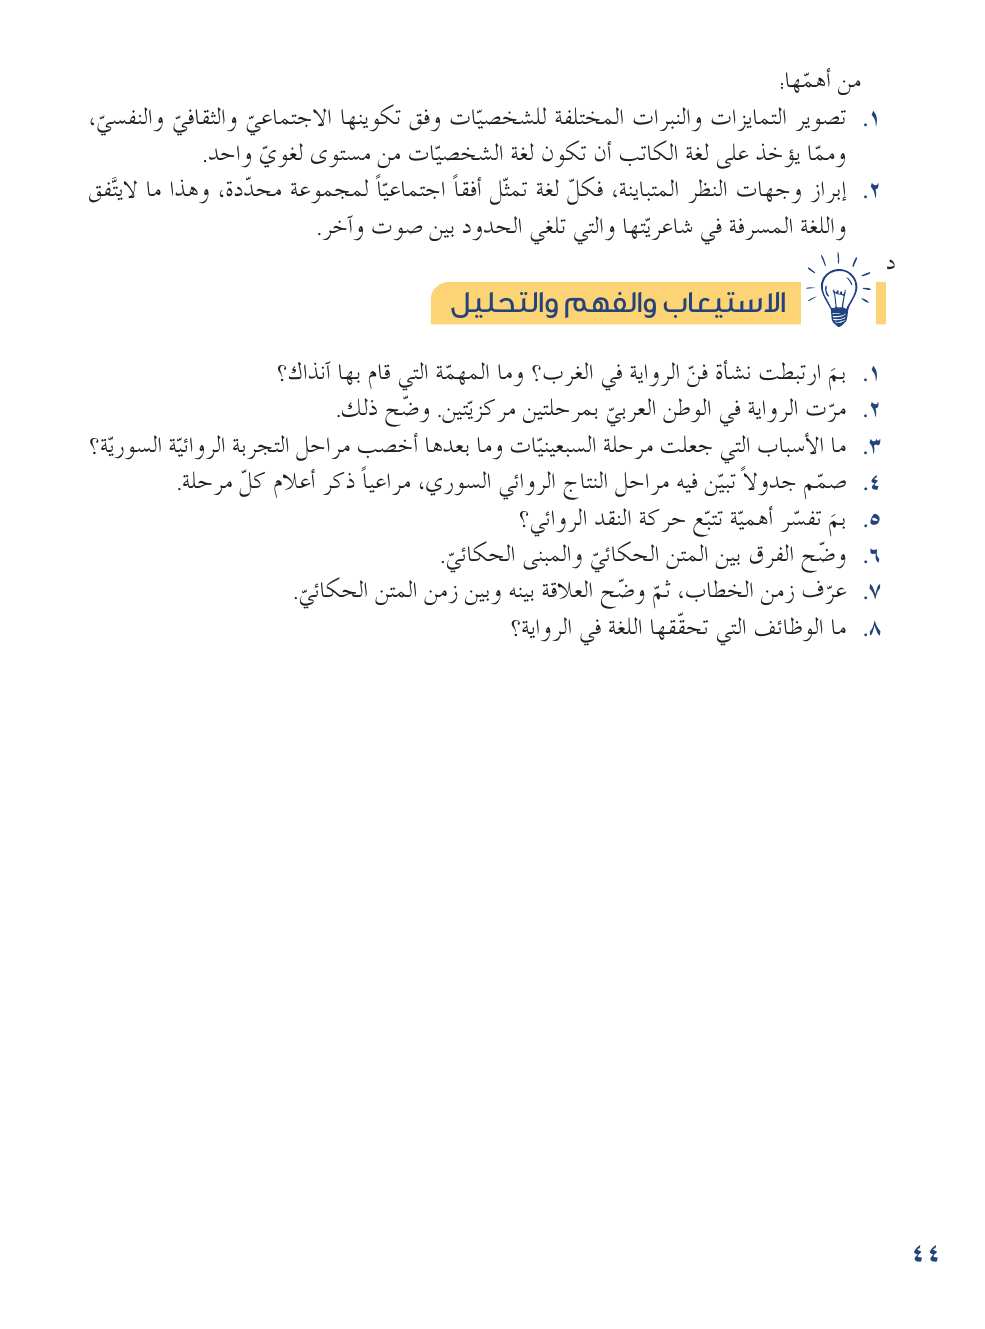 من أهمّها:
١. تصوير التمايزات والنبرات المختلفة للشخصيّات وفق تكوينها الاجتماعيّ والثقافيّ والنفسيّ،
وممّا يؤخذ على لغة الكاتب أن تكون لغة الشخصيّات من مستوى لغويّ واحد.
٢. إبراز وجهات النظر المتباينة، فكلّ لغة تمثّل أفقاً اجتماعيّاً لمجموعة محدّدة، وهذا ما لايتَّفق
واللغة المسرفة في شاعريّتها والتي تلغي الحدود بين صوت وآخر.
د
الاستيعاب والفهم والتحليل
١. بمَ ارتبطت نشأة فنّ الرواية في الغرب؟ وما المهمّة التي قام بها آنذاك؟
٢. مرّت الرواية في الوطن العربيّ بمرحلتين مركزيّتين. وضّح ذلك.
٣. ما الأسباب التي جعلت مرحلة السبعينيّات وما بعدها أخصب مراحل التجربة الروائيّة السوريّة؟
٤. صمّم جدولاً تبيّن فيه مراحل النتاج الروائي السوري، مراعياً ذكر أعلام كلّ مرحلة.
٥. بمَ تفسّر أهميّة تتبّع حركة النقد الروائي؟
٦. وضّح الفرق بين المتن الحكائيّ والمبنى الحكائيّ.
٧. عرّف زمن الخطاب، ثمّ وضّح العلاقة بينه وبين زمن المتن الحكائيّ.
٨. ما الوظائف التي تحقّقها اللغة في الرواية؟
٤٤